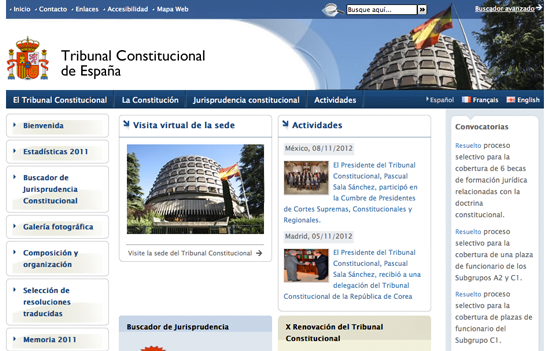 Inicio Contacto Enlaces Accesibilidad Mapa Web
Busque aquí...
Buscador avanzado
Tribunal Constitucional
de España
El Tribunal Constitucional La Constitución Jurisprudencia constitucional Actividades
Español Français English
Bienvenida
Estadísticas 2011
Buscador de
Jurisprudencia
Constitucional
Galería fotográfica
Composición y
organización
Selección de
resoluciones
traducidas
Memoria 2011
Visita virtual de la sede
Visite la sede del Tribunal Constitucional
Buscador de Jurisprudencia
Actividades
México, 08/11/2012
El Presidente del Tribunal
Constitucional, Pascual
Sala Sánchez, participó en
la Cumbre de Presidentes
de Cortes Supremas, Constitucionales y
Regionales.
Madrid, 05/11/2012
El Presidente del Tribunal
Constitucional, Pascual
Sala Sánchez, recibió a
una delegación del Tribunal
Constitucional de la República de Corea
X Renovación del Tribunal
Constitucional
Convocatorias
Resuelto proceso
selectivo para la
cobertura de 6 becas
de formación jurídica
relacionadas con la
doctrina
constitucional.
Resuelto proceso
selectivo para la
cobertura de una plaza
de funcionario de los
Subgrupos A2 y C1.
Resuelto proceso
selectivo para la
cobertura de plazas
de funcionario del
Subgrupo C1.